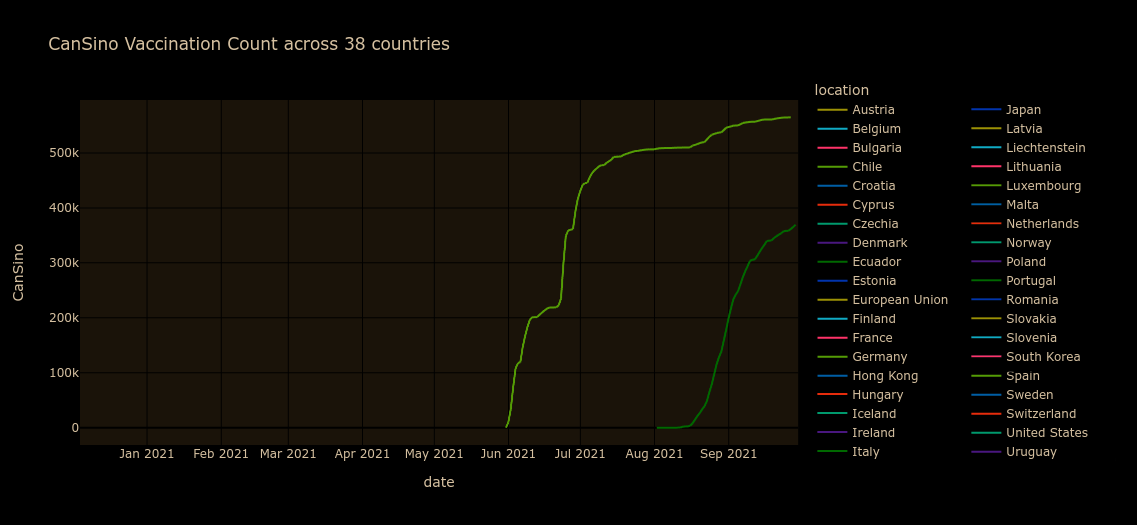 CanSino Vaccination Count across 38 countries
CanSino
500k
400k
300k
200k
100k
0
Jan 2021 Feb 2021 Mar 2021 Apr 2021 May 2021 Jun 2021 Jul 2021 Aug 2021 Sep 2021
date
location
Austria
Belgium
Bulgaria
Chile
Croatia
Cyprus
Czechia
Denmark
Ecuador
Estonia
European Union
Finland
France
Germany
Hong Kong
Hungary
Iceland
Ireland
Italy
Japan
Latvia
Liechtenstein
Lithuania
Luxembourg
Malta
Netherlands
Norway
Poland
Portugal
Romania
Slovakia
Slovenia
South Korea
Spain
Sweden
Switzerland
United States
Uruguay